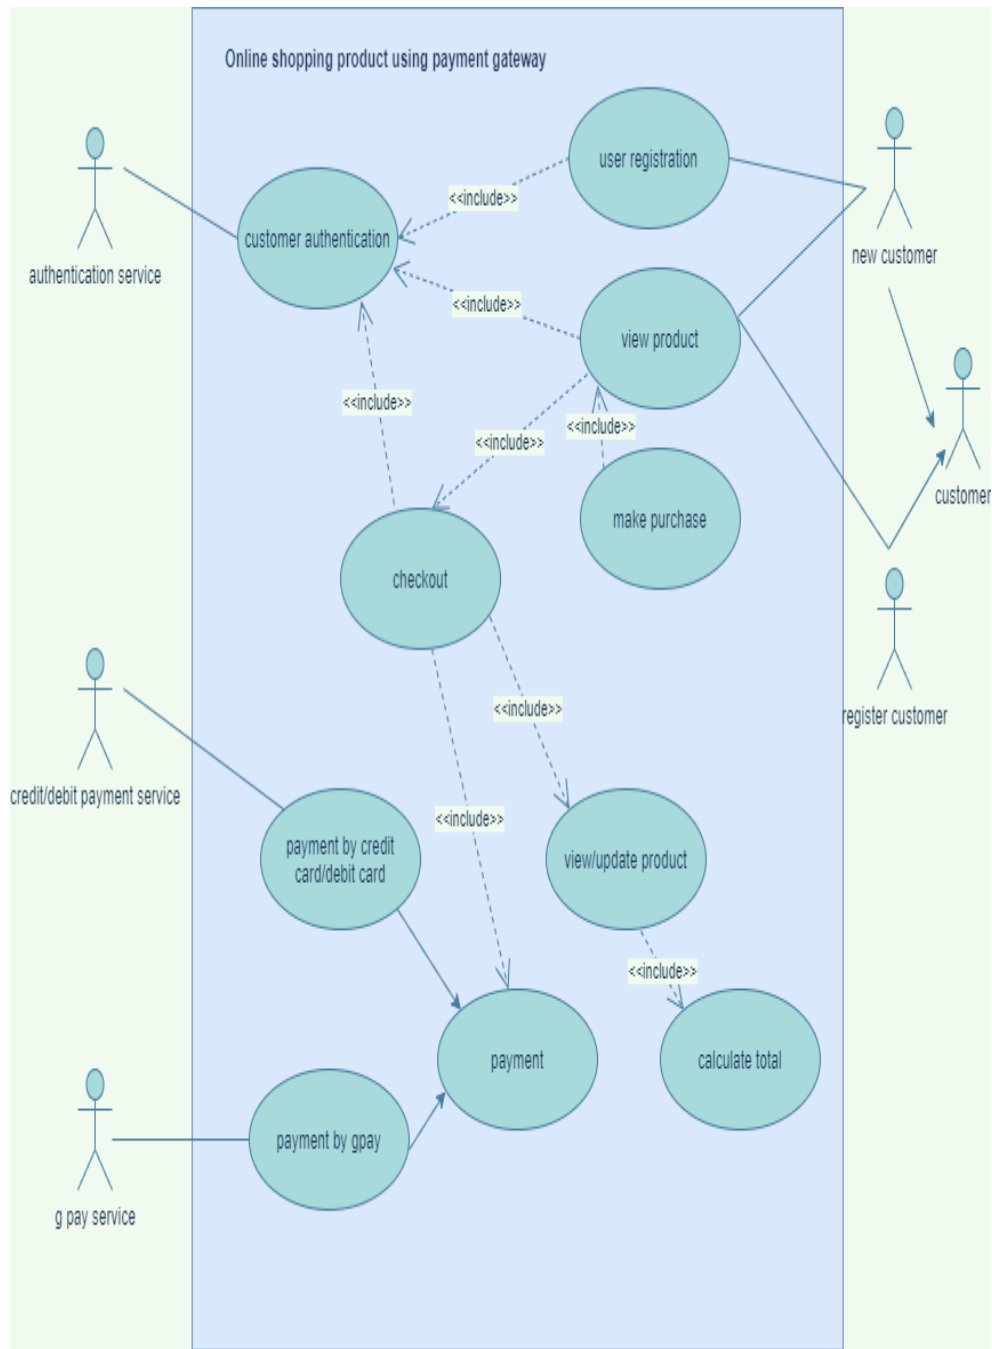 Online shopping product using payment gateway
user registration
<<include>>
customer authentication
new customer
authentication service
<<include>>
view product
<<include>>
<<include>>
<<include>>
customer
make purchase
checkout
register customer
<<include>>
credit/debit payment service
<<include>>
payment by credit
card/debit card
view/update product
<<include>>
payment
calculate total
payment by gpay
g pay service